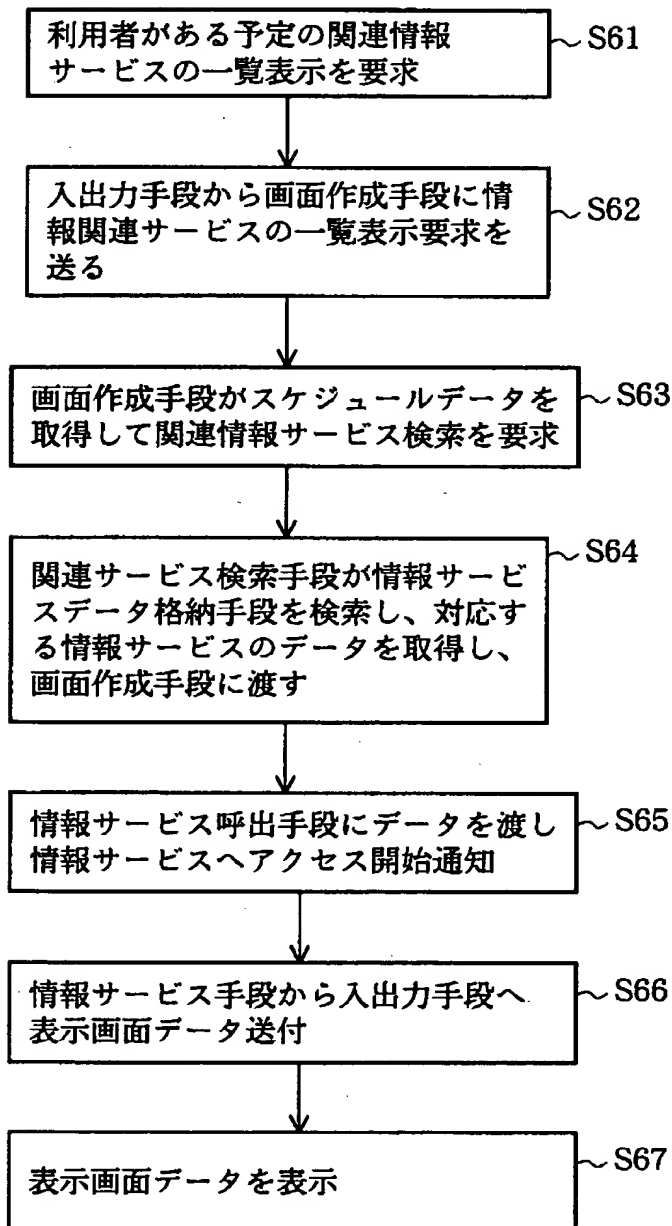 利用者がある予定の関連情報
サービスの一覧表示を要求
~S61
入出力手段から画面作成手段に情
報関連サービスの一覧表示要求を
送る
~S62
画面作成手段がスケジュールデータを
取得して関連情報サービス検索を要求
~S63
関連サービス検索手段が情報サービ
スデータ格納手段を検索し、対応す
る情報サービスのデータを取得し、
画面作成手段に渡す
~S64
情報サービス呼出手段にデータを渡し
情報サービスへアクセス開始通知
~S65
情報サービス手段から入出力手段へ
表示画面データ送付
~S66
表示画面データを表示
~S67